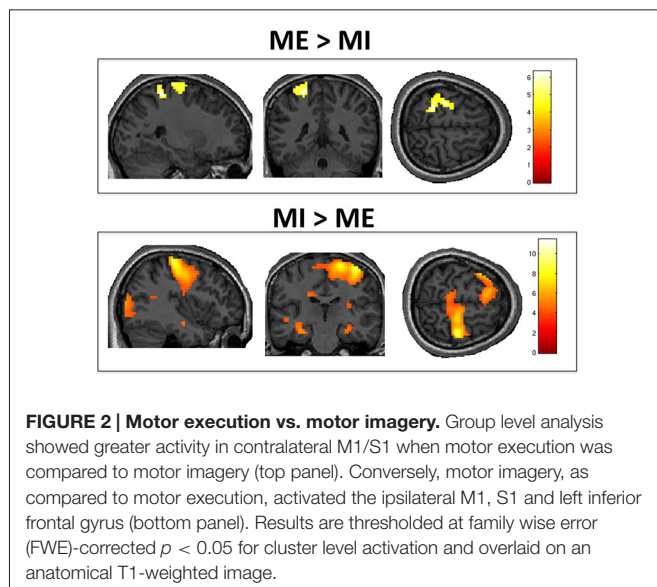 ME > MI
6
5
4
3
2
1
0
MI > ME
10
8
6
4
2
0
FIGURE 2 | Motor execution vs. motor imagery. Group level analysis
showed greater activity in contralateral M1/S1 when motor execution was
compared to motor imagery (top panel). Conversely, motor imagery, as
compared to motor execution, activated the ipsilateral M1, S1 and left inferior
frontal gyrus (bottom panel). Results are thresholded at family wise error
(FWE)-corrected p < 0.05 for cluster level activation and overlaid on an
anatomical T1-weighted image.